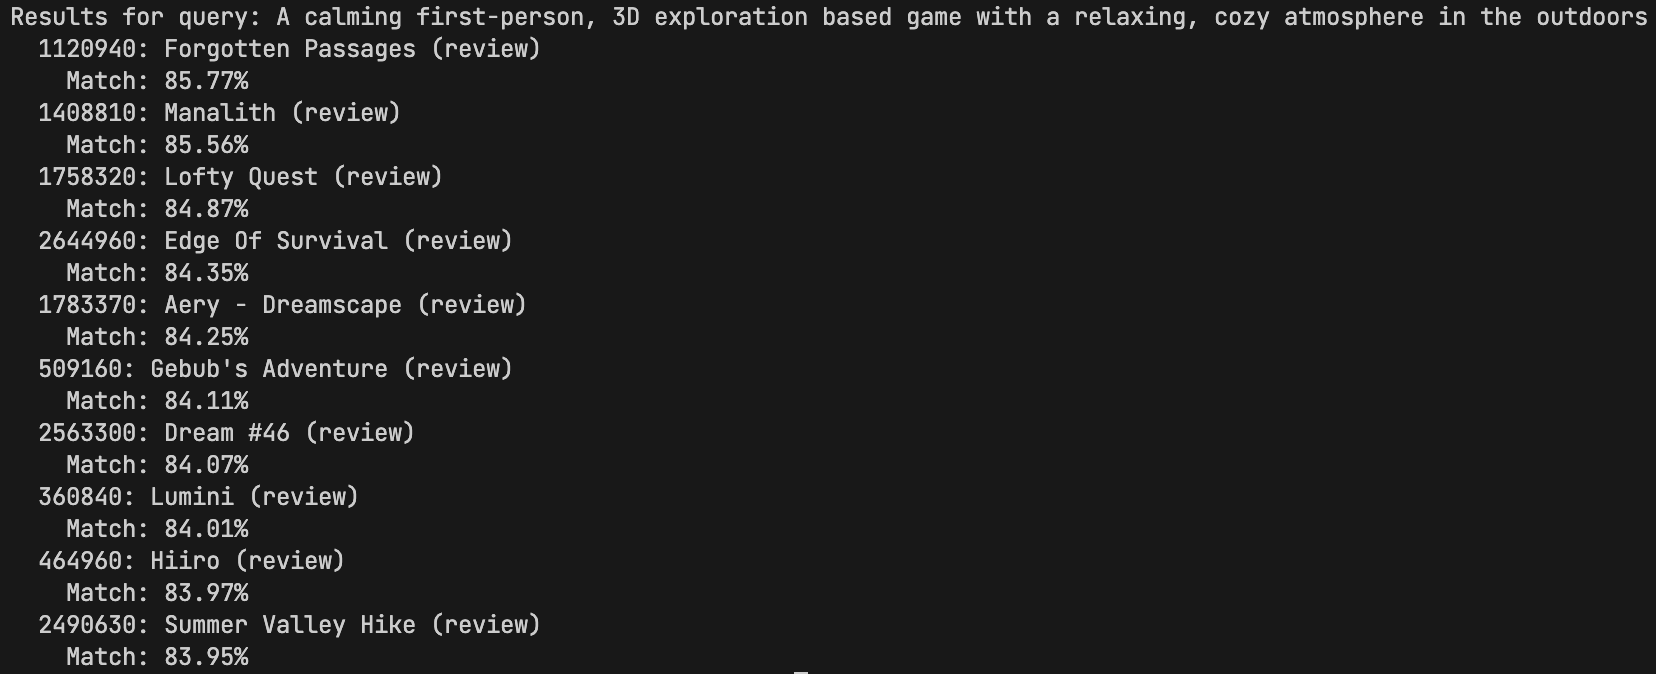 Results for query: A calming first-person, 3D exploration based game with a relaxing, cozy atmosphere in the outdoors
1120940: Forgotten Passages (review)
Match: 85.77%
1408810: Manalith (review)
Match: 85.56%
1758320: Lofty Quest (review)
Match: 84.87%
2644960: Edge Of Survival (review)
Match: 84.35%
1783370: Aery - Dreamscape (review)
Match: 84.25%
509160: Gebub's Adventure (review)
Match: 84.11%
2563300: Dream #46 (review)
Match: 84.07%
360840: Lumini (review)
Match: 84.01%
464960: Hiiro (review)
Match: 83.97%
2490630: Summer Valley Hike (review)
Match: 83.95%